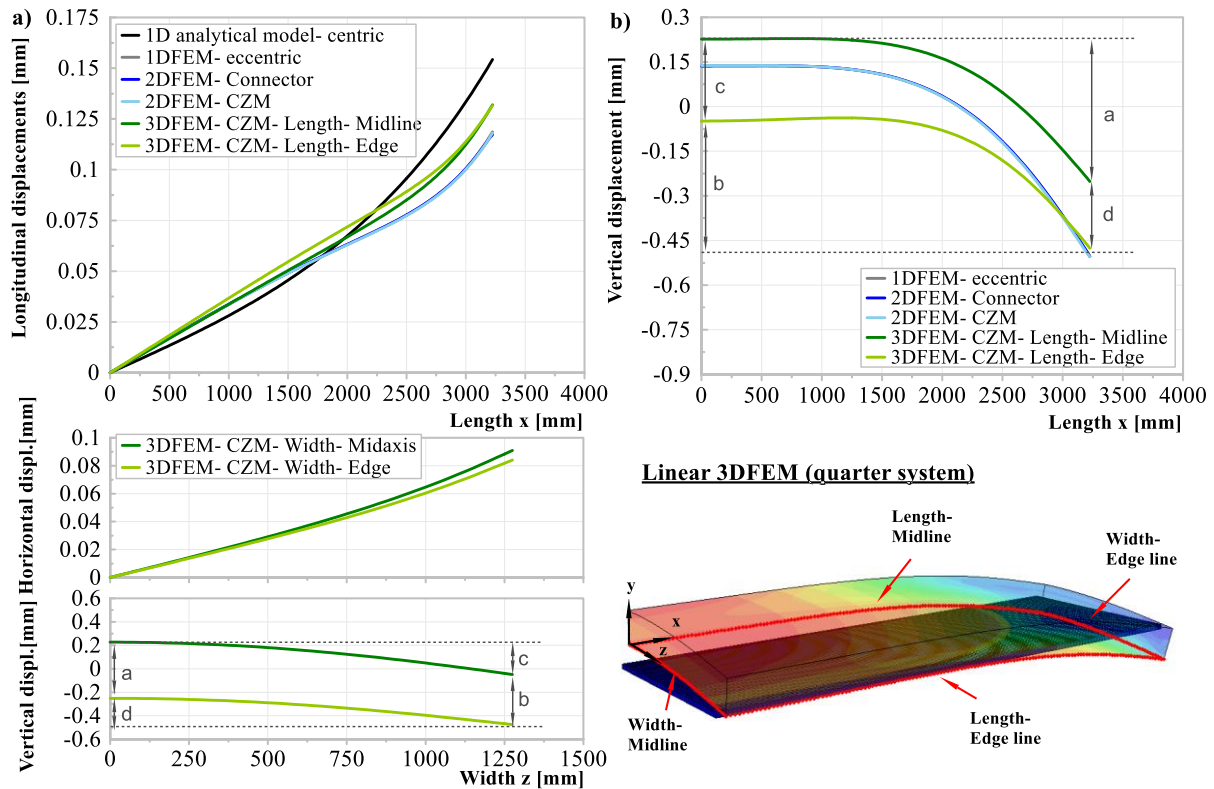 a)
Longitudinal displacements [mm]
0.175
0.15
0.125
0.1
0.075
0.05
0.025
0
1D analytical model- centric
1DFEM- eccentric
2DFEM- Connector
2DFEM- CZM
3DFEM- CZM- Length- Midline
3DFEM- CZM- Length- Edge
0 500 1000 1500 2000 2500 3000 3500 4000
Length x [mm]
b)
Vertical displacement [mm]
0.3
0.15
0
-0.15
-0.3
-0.45
-0.6
-0.75
-0.9
c
b
a
d
1DFEM- eccentric
2DFEM- Connector
2DFEM- CZM
3DFEM- CZM- Length- Midline
3DFEM- CZM- Length- Edge
0 500 1000 1500 2000 2500 3000 3500 4000
Length x [mm]
Horizontal displ.[mm]
0.1
0.08
0.06
0.04
0.02
0
3DFEM- CZM- Width- Midaxis
3DFEM- CZM- Width- Edge
Vertical displ.[mm]
0.6
0.4
0.2
0
-0.2
-0.4
-0.6
a
d
c
b
0 250 500 750 1000 1250 1500
Width z [mm]
Linear 3DFEM (quarter system)
Length-
Midline
Width-
Edge line
y
x
z
Width-
Midline
Length-
Edge line